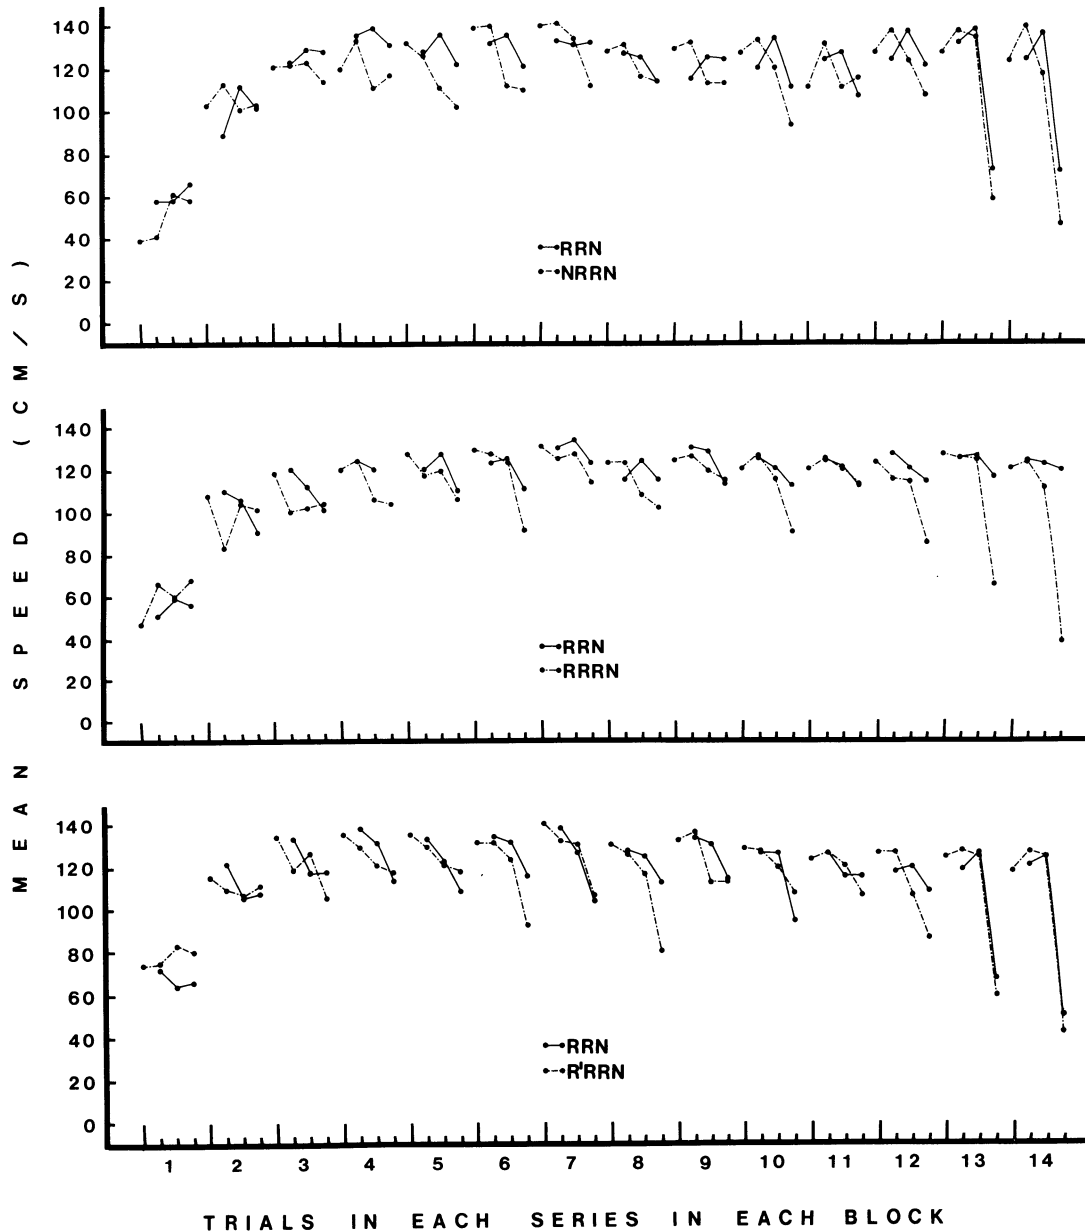 MEAN SPEED (CM/S)
140
120
100
80
60
40
20
0
RRN
NRRN
140
120
100
80
60
40
20
0
RRN
RRRN
140
120
100
80
60
40
20
0
RRN
R'RRN
1 2 3 4 5 6 7 8 9 10 11 12 13 14
TRIALS IN EACH SERIES IN EACH BLOCK